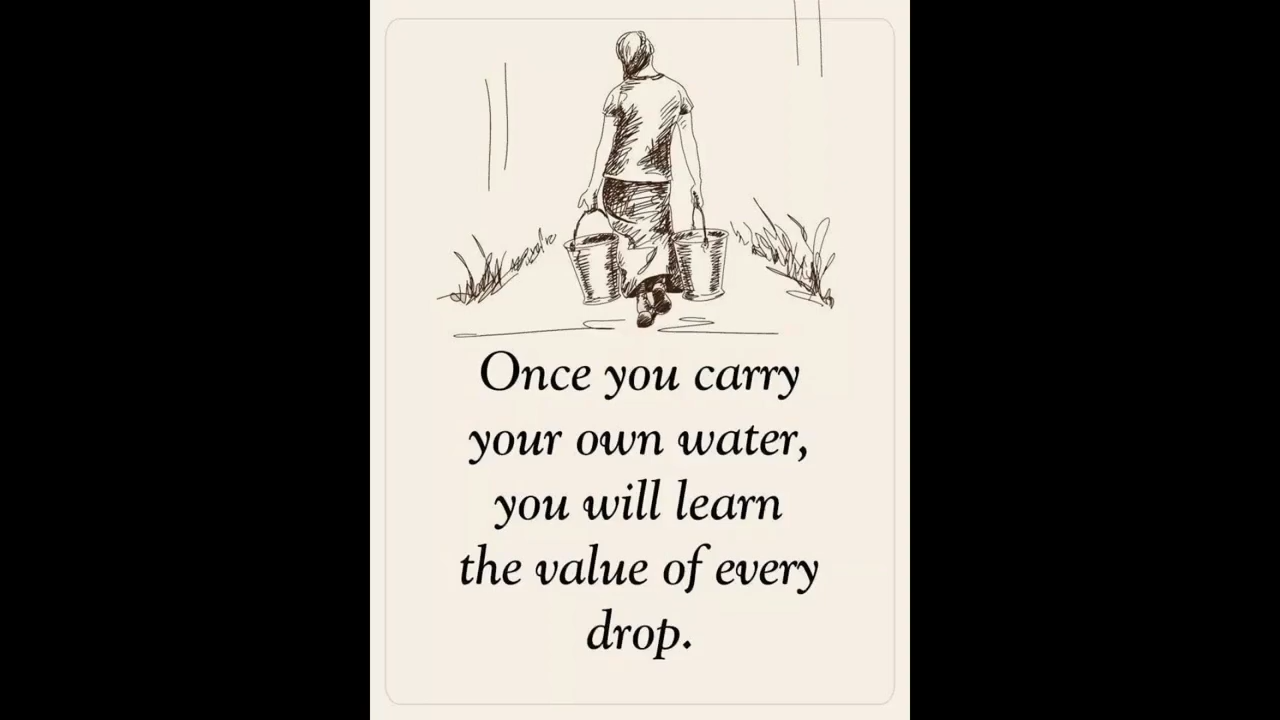 Once you carry
your own water,
you will learn
the value of every
drop.